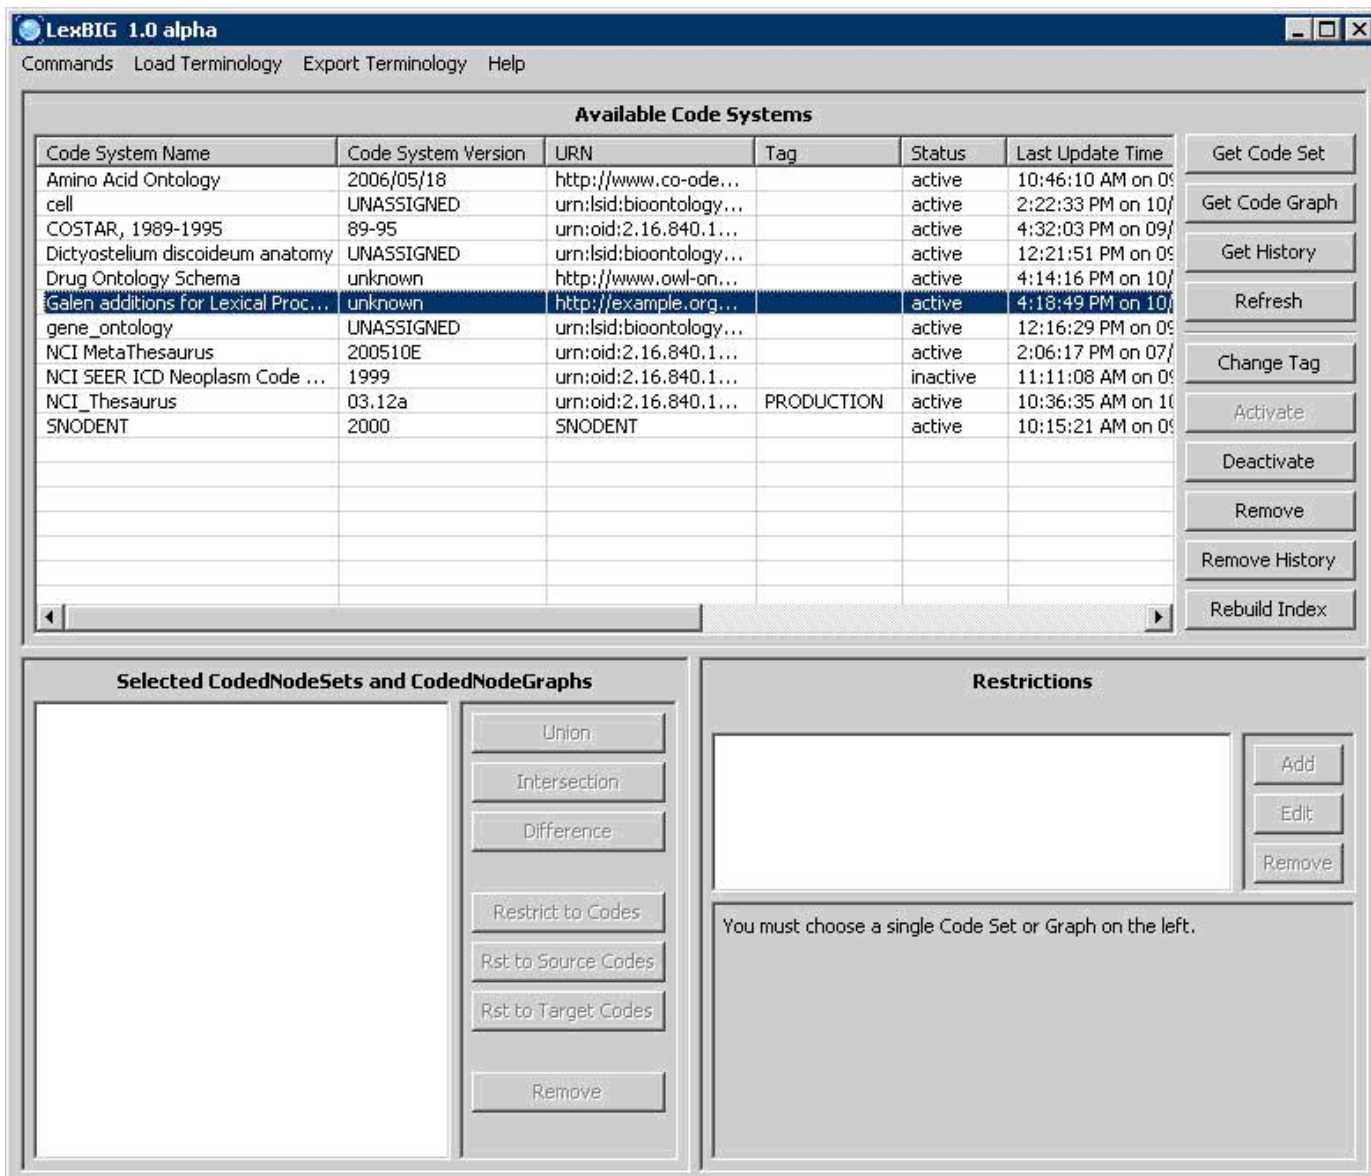 LexBIG 1.0 alpha
Commands Load Terminology Export Terminology Help
Available Code Systems
Code System Name Code System Version URN Tag Status Last Update Time
Amino Acid Ontology 2006/05/18 http://www.co-ode... active 10:46:10 AM on 09
cell UNASSIGNED urn:lsid:bioontology... active 2:22:33 PM on 10/
COSTAR, 1989-1995 89-95 urn:oid:2.16.840.1... active 4:32:03 PM on 09/
Dictyostelium discoideum anatomy UNASSIGNED urn:lsid:bioontology... active 12:21:51 PM on 09
Drug Ontology Schema unknown http://www.owl-on... active 4:14:16 PM on 10/
Galen additions for Lexical Proc... unknown http://example.org... active 4:18:49 PM on 10/
gene_ontology UNASSIGNED urn:lsid:bioontology... active 12:16:29 PM on 09
NCI MetaThesaurus 200510E urn:oid:2.16.840.1... active 2:06:17 PM on 07/
NCI SEER ICD Neoplasm Code ... 1999 urn:oid:2.16.840.1... inactive 11:11:08 AM on 09
NCI_Thesaurus 03.12a urn:oid:2.16.840.1... PRODUCTION active 10:36:35 AM on 10
SNODENT 2000 SNODENT active 10:15:21 AM on 09
Get Code Set
Get Code Graph
Get History
Refresh
Change Tag
Activate
Deactivate
Remove
Remove History
Rebuild Index
Selected CodedNodeSets and CodedNodeGraphs
Union
Intersection
Difference
Restrict to Codes
Rst to Source Codes
Rst to Target Codes
Remove
Restrictions
Add
Edit
Remove
You must choose a single Code Set or Graph on the left.